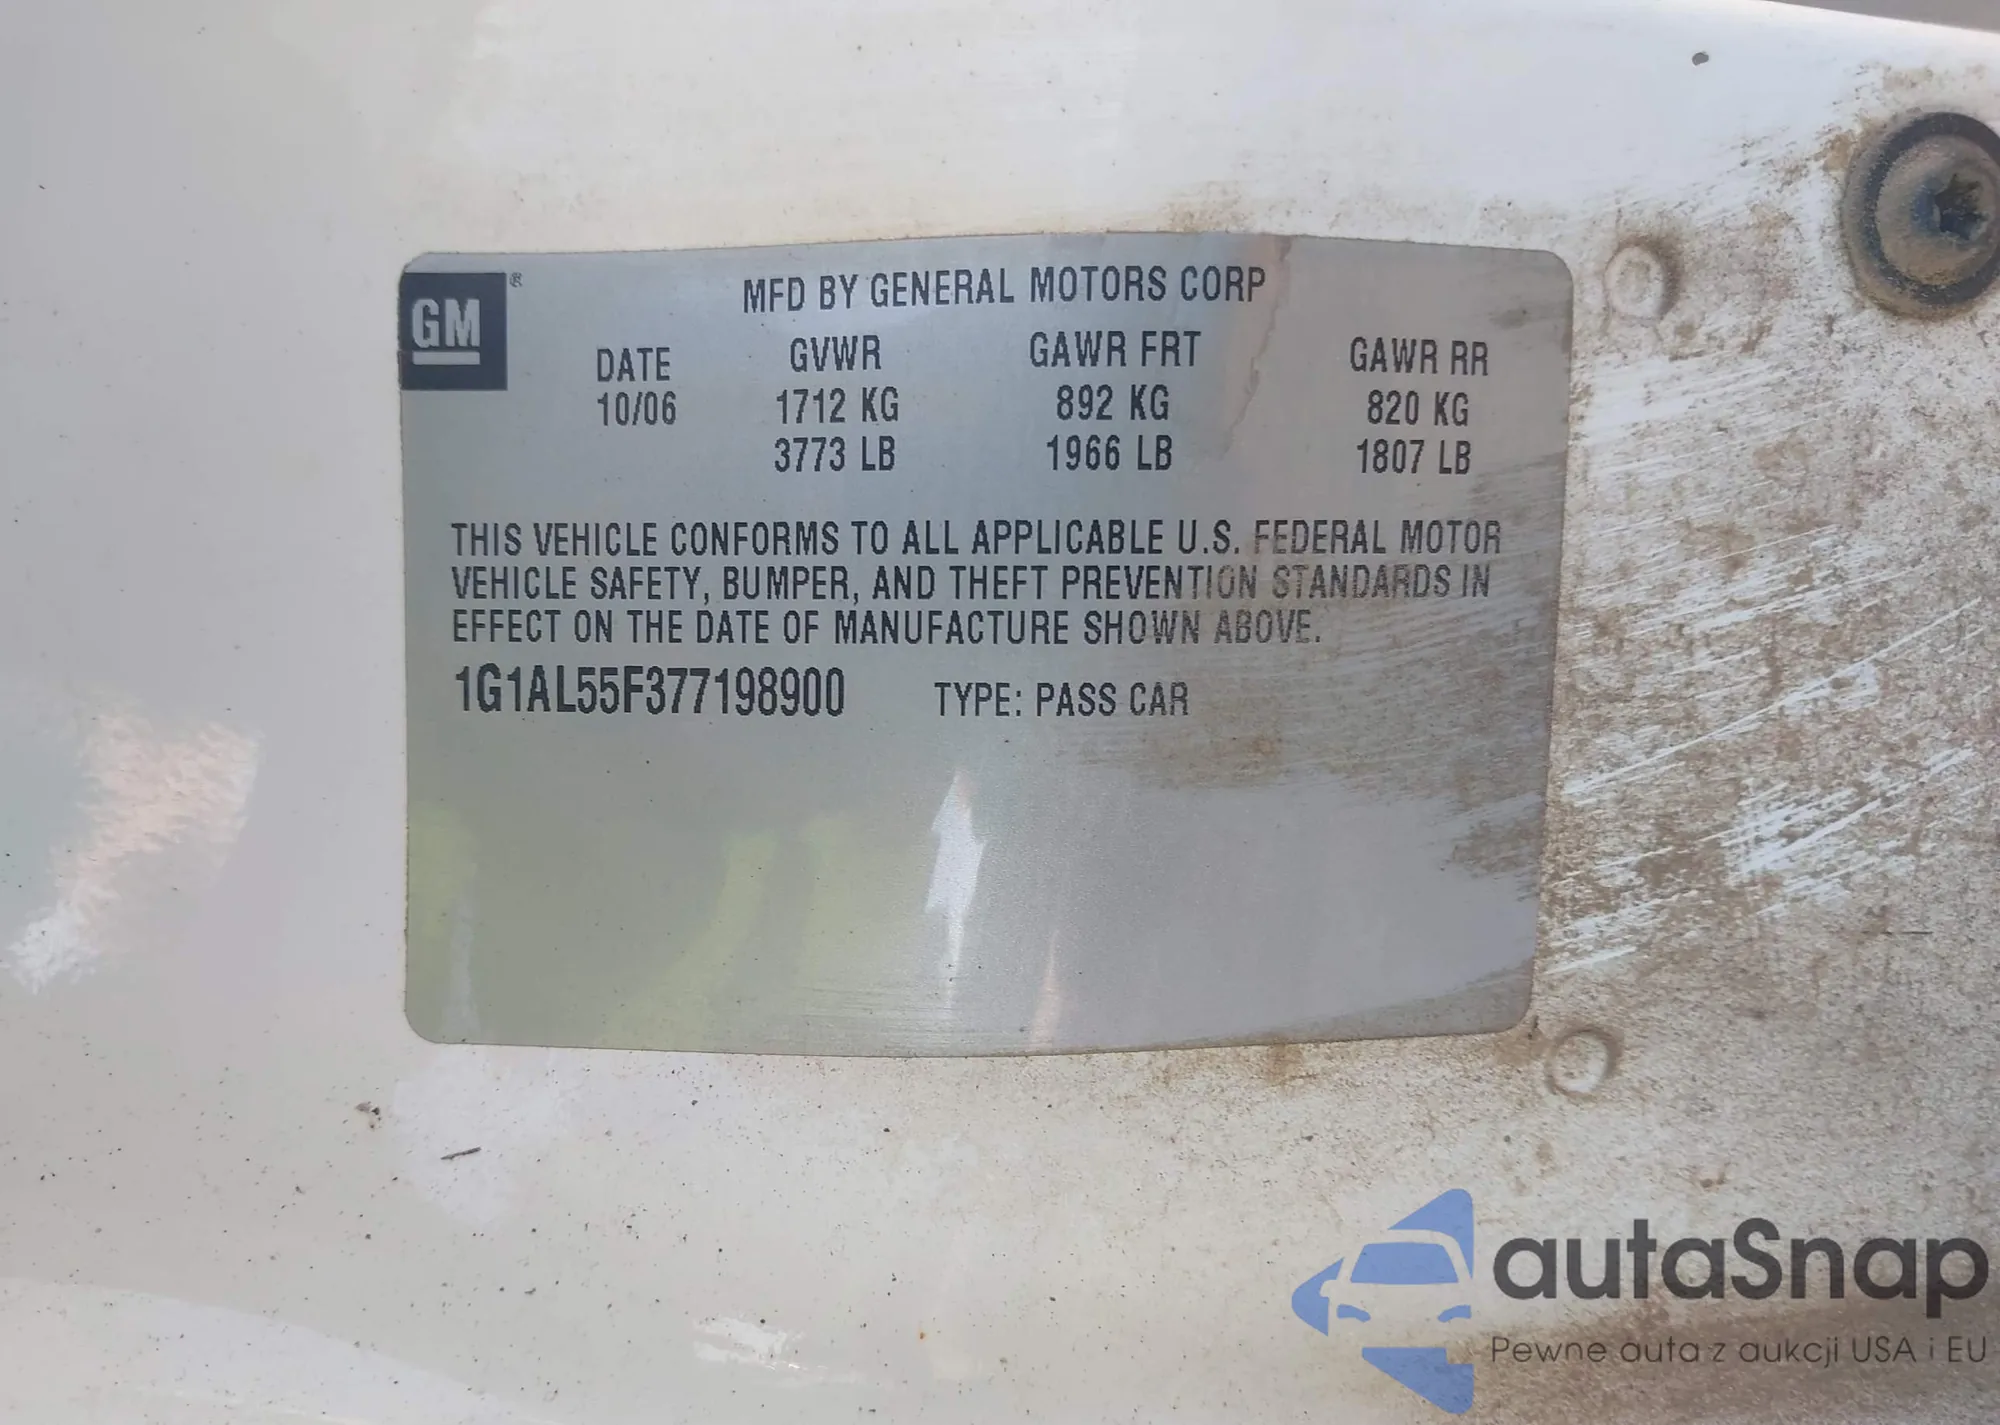 GM ®
MFD BY GENERAL MOTORS CORP
DATE GVWR GAWR FRT GAWR RR
10/06 1712 KG 892 KG 820 KG
3773 LB 1966 LB 1807 LB
THIS VEHICLE CONFORMS TO ALL APPLICABLE U.S. FEDERAL MOTOR
VEHICLE SAFETY, BUMPER, AND THEFT PREVENTION STANDARDS IN
EFFECT ON THE DATE OF MANUFACTURE SHOWN ABOVE.
1G1AL55F377198900 TYPE: PASS CAR
autaSnap
Pewne auta z aukcji USA i EU